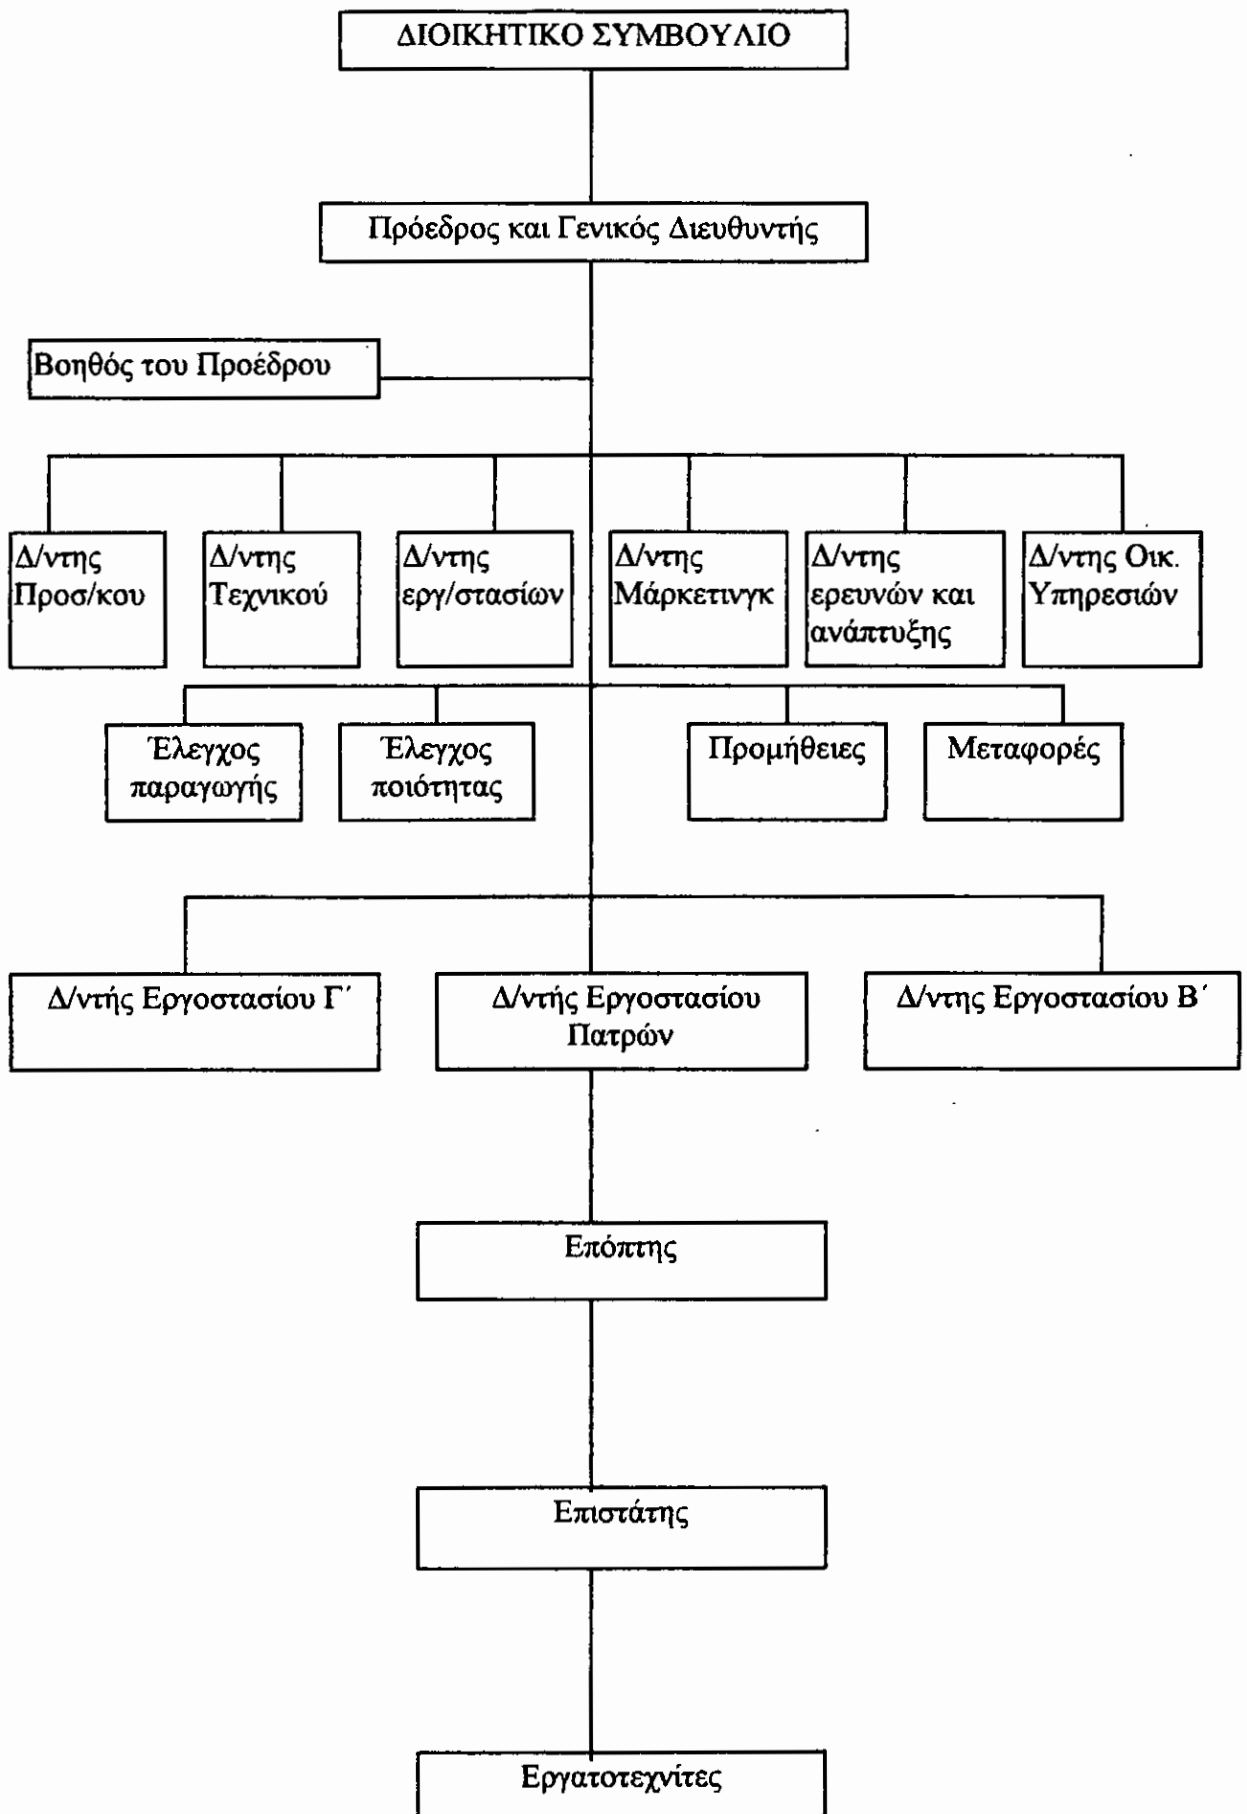 ΔΙΟΙΚΗΤΙΚΟ ΣΥΜΒΟΥΛΙΟ
Πρόεδρος και Γενικός Διευθυντής
Βοηθός του Προέδρου
Δ/ντης
Προσ/κου
Δ/ντης
Τεχνικού
Δ/ντης
εργ/στασίων
Δ/ντης
Μάρκετινγκ
Δ/ντης
ερευνών και
ανάπτυξης
Δ/ντης Οικ.
Υπηρεσιών
Έλεγχος
παραγωγής
Έλεγχος
ποιότητας
Προμήθειες
Μεταφορές
Δ/ντής Εργοστασίου Γ΄
Δ/ντής Εργοστασίου
Πατρών
Δ/ντης Εργοστασίου Β΄
Επόπτης
Επιστάτης
Εργατοτεχνίτες